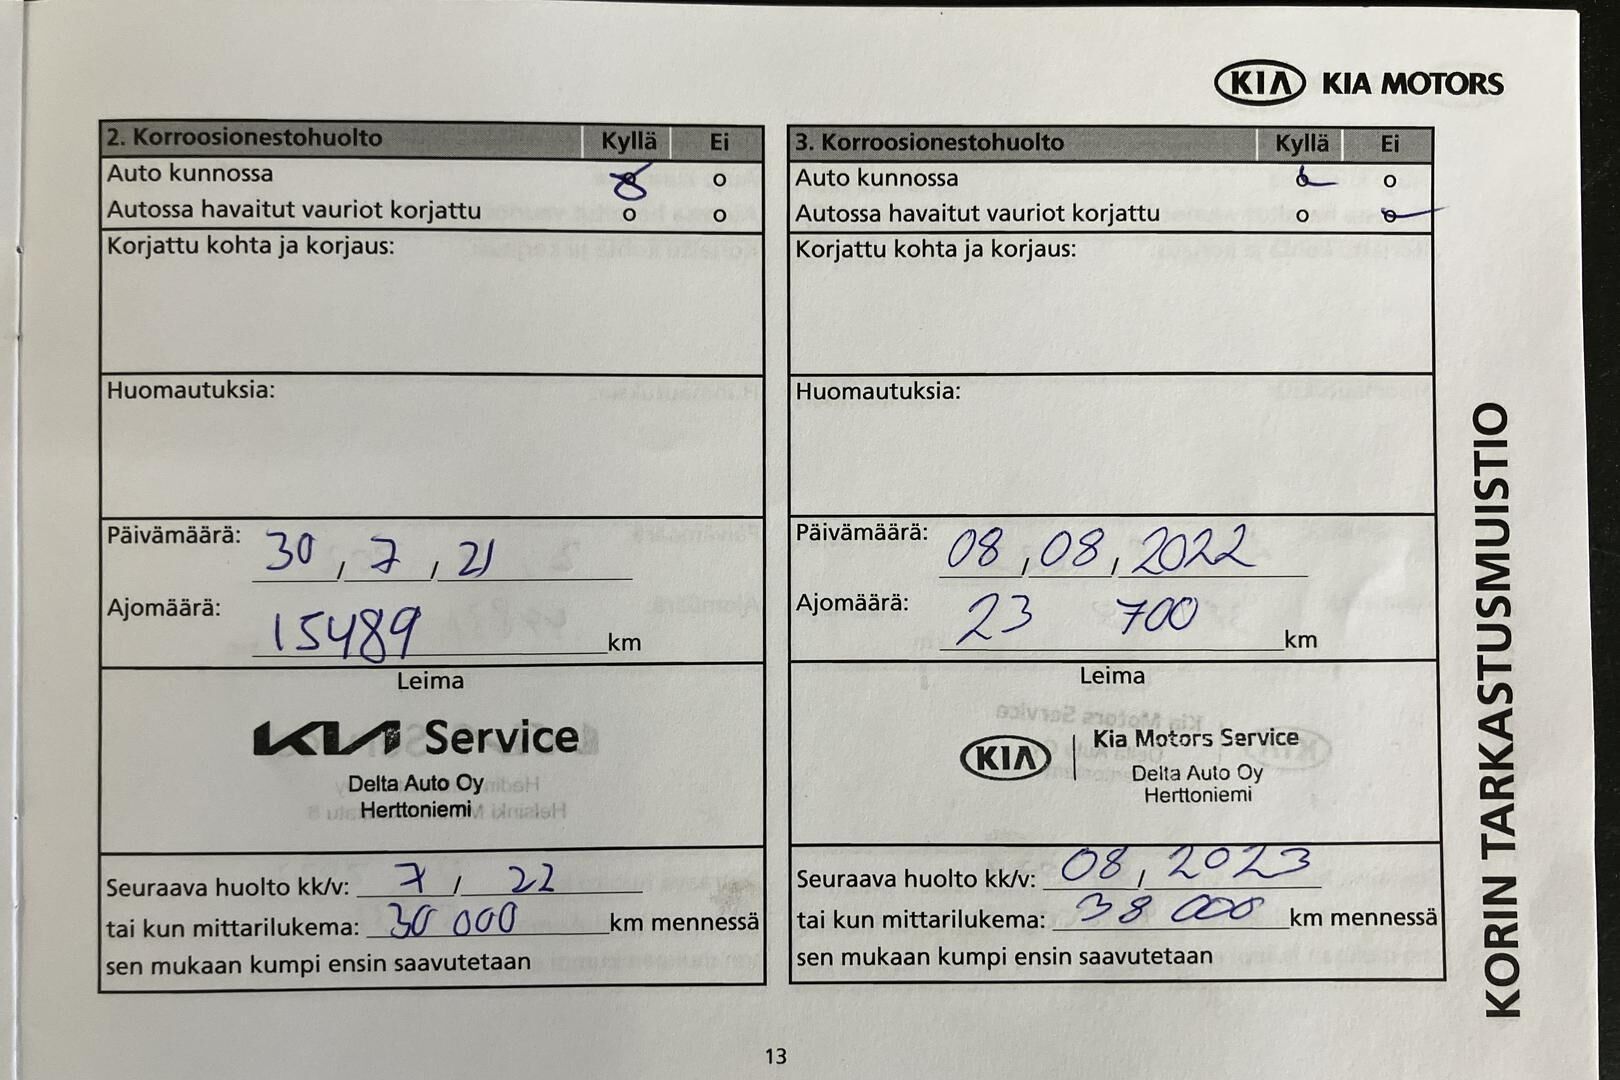 KIA KIA MOTORS
2. Korroosionestohuolto Kyllä Ei
Auto kunnossa o o
Autossa havaitut vauriot korjattu o o
Korjattu kohta ja korjaus:
Huomautuksia:
Päivämäärä: 30 , 7 , 21
Ajomäärä: 15489 km
Leima
KIA Service
Delta Auto Oy
Herttoniemi
Seuraava huolto kk/v: 7 , 22
tai kun mittarilukema: 30 000 km mennessä
sen mukaan kumpi ensin saavutetaan
3. Korroosionestohuolto Kyllä Ei
Auto kunnossa o o
Autossa havaitut vauriot korjattu o o
Korjattu kohta ja korjaus:
Huomautuksia:
Päivämäärä: 08 , 08 , 2022
Ajomäärä: 23 700 km
Leima
KIA Kia Motors Service
Delta Auto Oy
Herttoniemi
Seuraava huolto kk/v: 08 , 2023
tai kun mittarilukema: 38 000 km mennessä
sen mukaan kumpi ensin saavutetaan
KORIN TARKASTUSMUISTIO
13